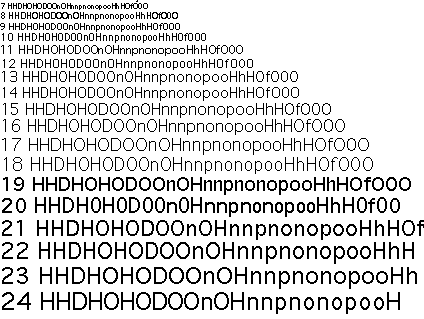 7 HHDHOHODOOnOHnnpnonopooHhHOfOOO
8 HHDHOHODOOnOHnnpnonopooHhHOfOOO
9 HHDHOHODOOnOHnnpnonopooHhHOfOOO
10 HHDHOHODOOnOHnnpnonopooHhHOfOOO
11 HHDHOHODOOnOHnnpnonopooHhHOfOOO
12 HHDHOHODOOnOHnnpnonopooHhHOfOOO
13 HHDHOHODOOnOHnnpnonopooHhHOfOOO
14 HHDHOHODOOnOHnnpnonopooHhHOfOOO
15 HHDHOHODOOnOHnnpnonopooHhHOfOOO
16 HHDHOHODOOnOHnnpnonopooHhHOfOOO
17 HHDHOHODOOnOHnnpnonopooHhHOfOOO
18 HHDHOHODOOnOHnnpnonopooHhHOfOOO
19 HHDHOHODOOnOHnnpnonopooHhHOfOOO
20 HHDHOHODOOnOHnnpnonopooHhHOfOO
21 HHDHOHODOOnOHnnpnonopooHhHOf
22 HHDHOHODOOnOHnnpnonopooHhH
23 HHDHOHODOOnOHnnpnonopooHh
24 HHDHOHODOOnOHnnpnonopooH